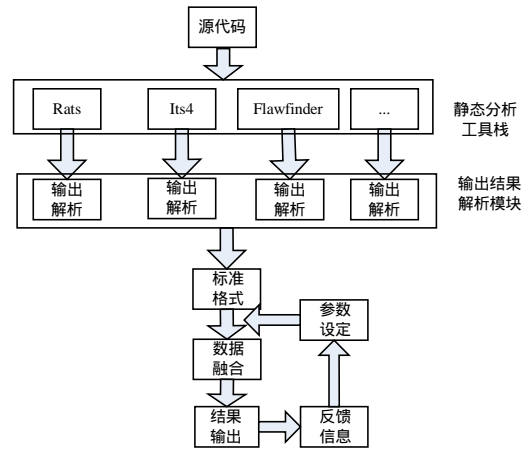 源代码
Rats
Its4
Flawfinder
...
静态分析
工具栈
输出
解析
输出
解析
输出
解析
输出
解析
输出结果
解析模块
标准
格式
参数
设定
数据
融合
结果
输出
反馈
信息